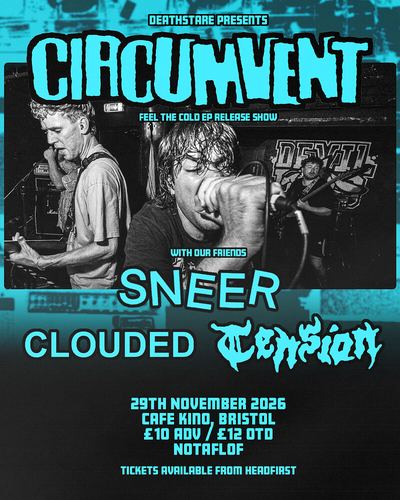 DEATHSTARE PRESENTS
CIRCUMVENT
FEEL THE COLD EP RELEASE SHOW
DEVIL
WITH OUR FRIENDS
SNEER
CLOUDED Tension
29TH NOVEMBER 2026
CAFE KINO, BRISTOL
£10 ADV / £12 OTD
NOTAFLOF
TICKETS AVAILABLE FROM HEADFIRST